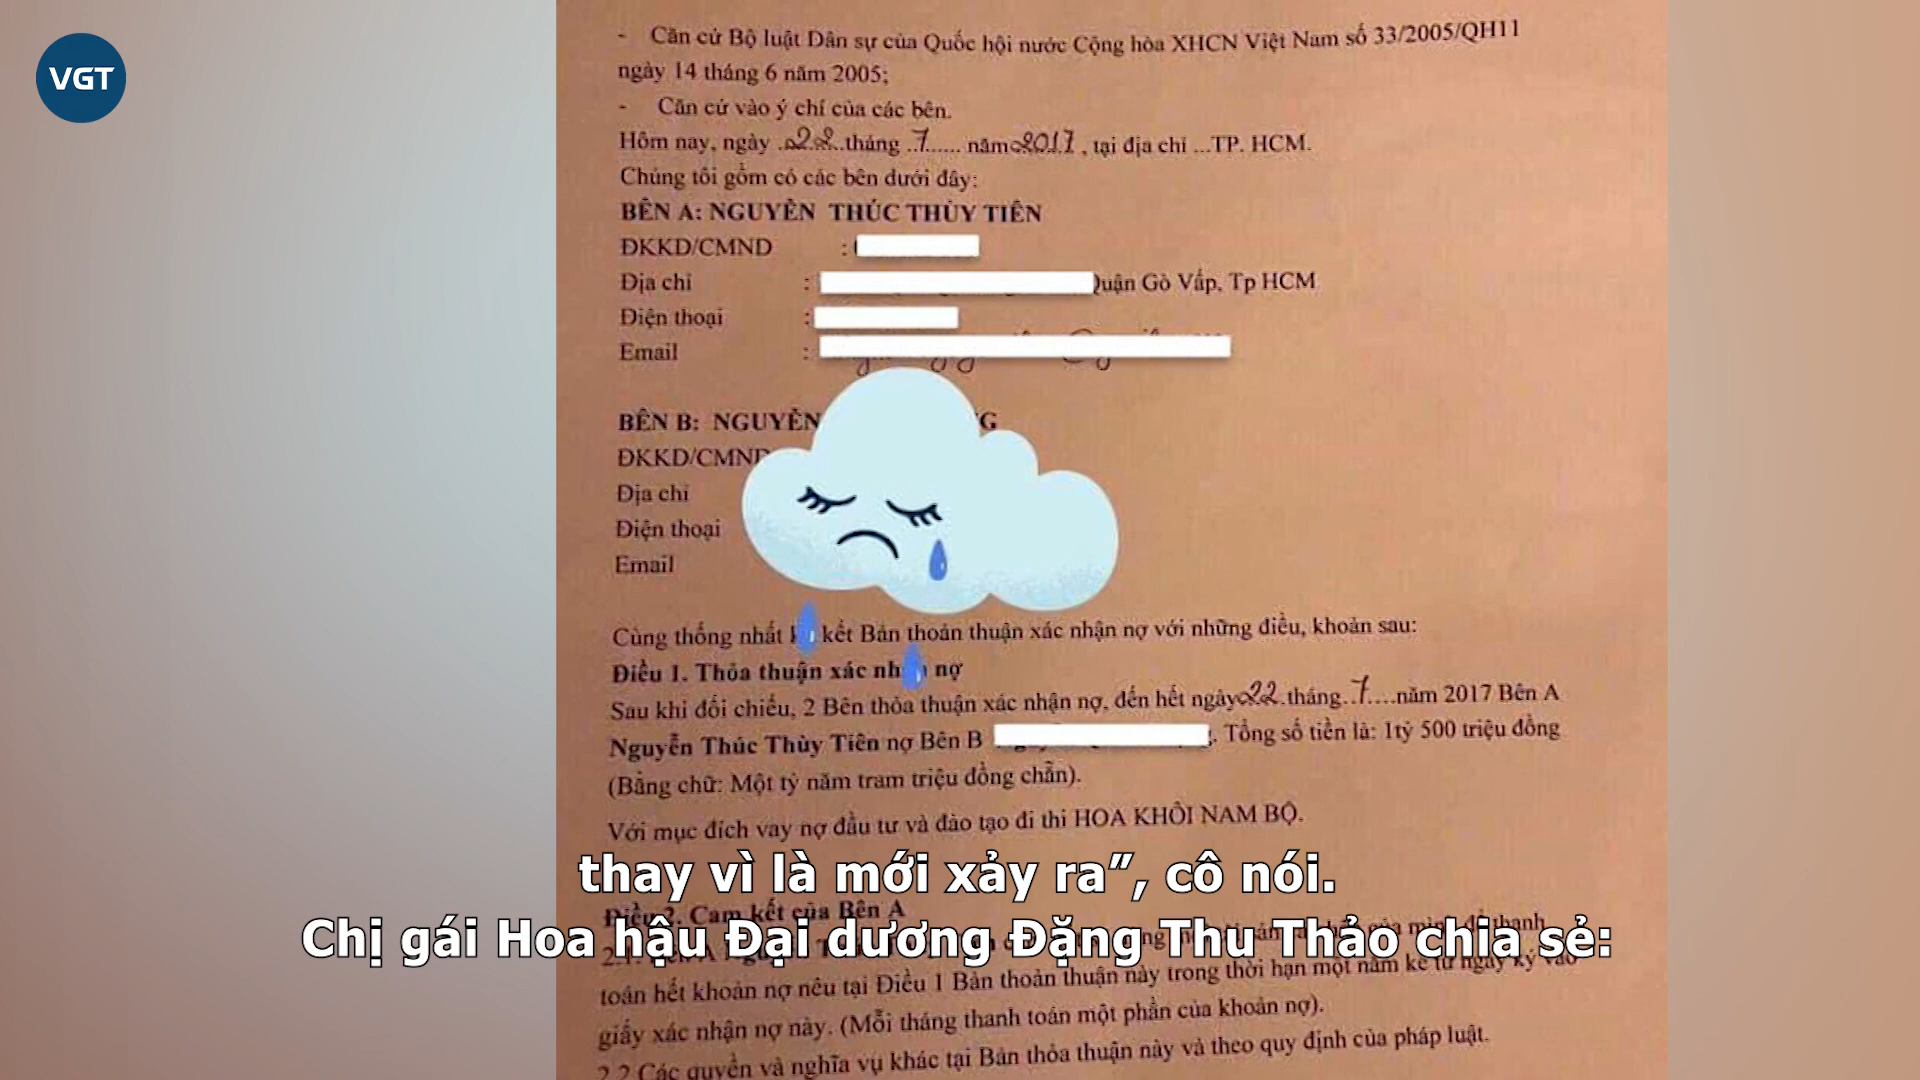 VGT
- Căn cứ Bộ luật Dân sự của Quốc hội nước Cộng hòa XHCN Việt Nam số 33/2005/QH11
ngày 14 tháng 6 năm 2005;
- Căn cứ vào ý chí của các bên.
Hôm nay, ngày ..22..tháng ..7...... năm 2017, tại địa chỉ ...TP. HCM.
Chúng tôi gồm có các bên dưới đây:
BÊN A: NGUYỄN THÚC THÙY TIÊN
ĐKKD/CMND :
Địa chỉ : Quận Gò Vấp, Tp HCM
Điện thoại :
Email :
BÊN B: NGUYỄN
ĐKKD/CMND
Địa chỉ
Điện thoại
Email
Cùng thống nhất kết Bản thoản thuận xác nhận nợ với những điều, khoản sau:
Điều 1. Thỏa thuận xác nhận nợ
Sau khi đối chiếu, 2 Bên thỏa thuận xác nhận nợ, đến hết ngày 22.tháng..7....năm 2017 Bên A
Nguyễn Thúc Thùy Tiên nợ Bên B . Tổng số tiền là: 1tỷ 500 triệu đồng
(Bằng chữ: Một tỷ năm tram triệu đồng chẵn).
Với mục đích vay nợ đầu tư và đào tạo đi thi HOA KHÔI NAM BỘ.
thay vì là mới xảy ra”, cô nói.
Điều 2. Cam kết của Bên A
Chị gái Hoa hậu Đại dương Đặng Thu Thảo chia sẻ:
thanh
toán hết khoản nợ nêu tại Điều 1 Bản thoản thuận này trong thời hạn một năm kể từ ngày ký vào
giấy xác nhận nợ này. (Mỗi tháng thanh toán một phần của khoản nợ).
2.2 Các quyền và nghĩa vụ khác tại Bản thỏa thuận này và theo quy định của pháp luật.